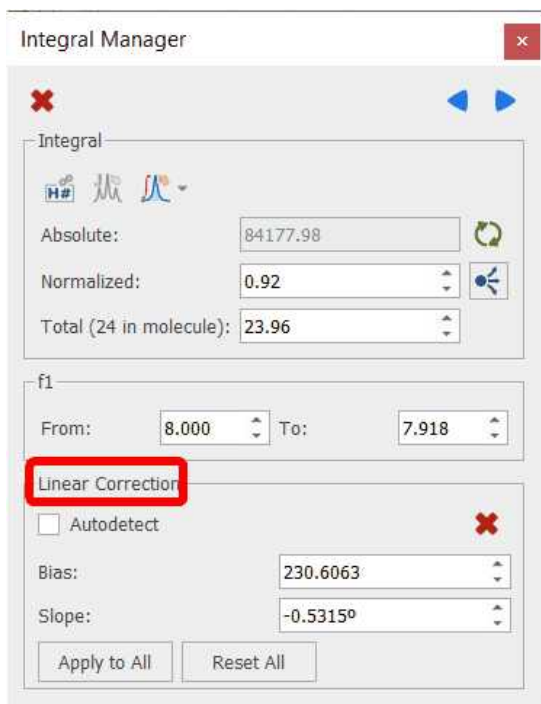 Integral Manager
Integral
H#
Absolute: 84177.98
Normalized: 0.92
Total (24 in molecule): 23.96
f1
From: 8.000 To: 7.918
Linear Correction
Autodetect
Bias: 230.6063
Slope: -0.5315º
Apply to All Reset All